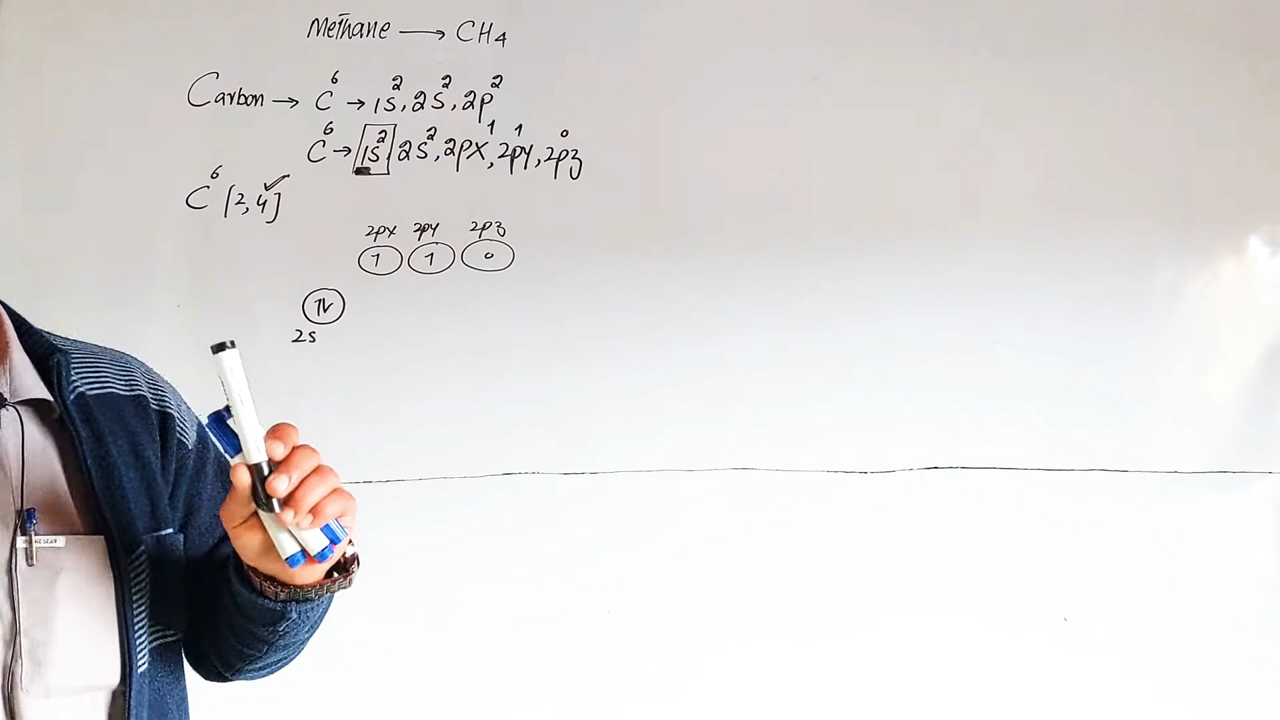 Methane → CH4
Carbon → C⁶ → 1s², 2s², 2p²
C⁶ → 1s² 2s², 2px¹, 2py¹, 2pz⁰
C⁶ [2, 4]
2px 2py 2pz
1 1 0
1L
2s